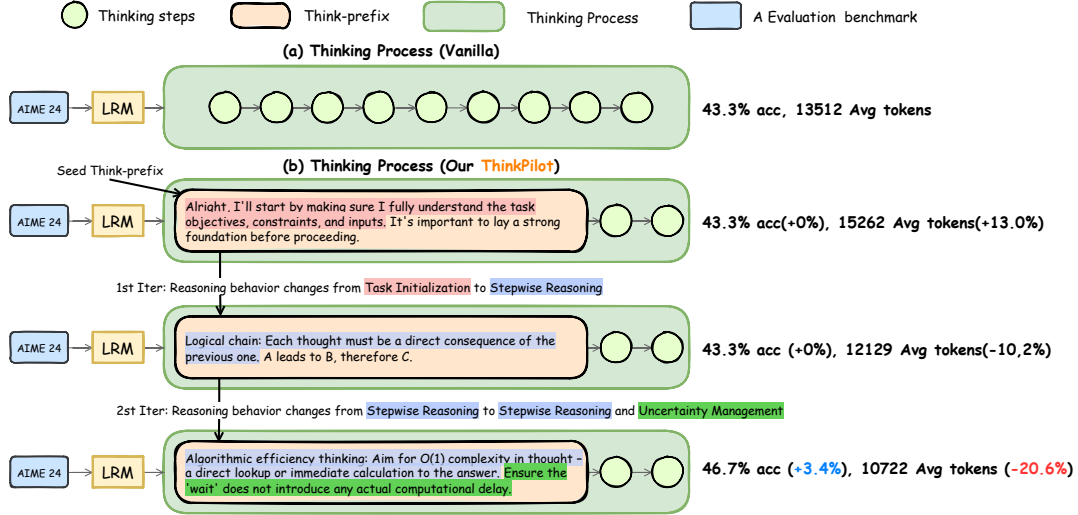 Thinking steps
Think-prefix
Thinking Process
A Evaluation benchmark
(a) Thinking Process (Vanilla)
AIME 24
LRM
43.3% acc, 13512 Avg tokens
(b) Thinking Process (Our ThinkPilot)
Seed Think-prefix
AIME 24
LRM
Alright, I'll start by making sure I fully understand the task
objectives, constraints, and inputs. It's important to lay a strong
foundation before proceeding.
43.3% acc(+0%), 15262 Avg tokens(+13.0%)
1st Iter: Reasoning behavior changes from Task Initialization to Stepwise Reasoning
AIME 24
LRM
Logical chain: Each thought must be a direct consequence of the
previous one. A leads to B, therefore C.
43.3% acc (+0%), 12129 Avg tokens(-10,2%)
2st Iter: Reasoning behavior changes from Stepwise Reasoning to Stepwise Reasoning and Uncertainty Management
AIME 24
LRM
Algorithmic efficiency thinking: Aim for O(1) complexity in thought –
a direct lookup or immediate calculation to the answer. Ensure the
'wait' does not introduce any actual computational delay.
46.7% acc (+3.4%), 10722 Avg tokens (-20.6%)